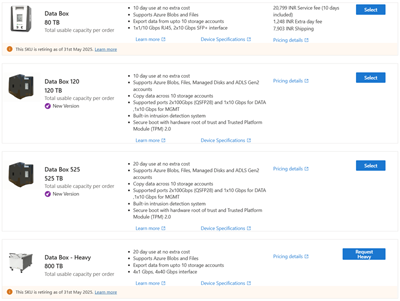 Data Box
80 TB
Total usable capacity per order
• 10 day use at no extra cost
• Supports Azure Blobs and Files
• Export data from upto 10 storage accounts
• 1x1/10 Gbps RJ45, 2x10 Gbps SFP+ interface
Learn more
Device Specifications
20,799 INR Service fee (10 days
included)
1,248 INR Extra day fee
7,903 INR Shipping
Pricing details
Select
This SKU is retiring as of 31st May 2025. Learn more
Data Box 120
120 TB
Total usable capacity per order
New Version
• 10-day use at no extra cost
• Supports Azure Blobs, Files, Managed Disks and ADLS Gen2
accounts
• Copy data across 10 storage accounts
• Supported ports 2x100Gbps(QSFP28) and 1x10 Gbps for DATA
,1x10 Gbps for MGMT
• Built-in intrusion detection system
• Secure boot with hardware root of trust and Trusted Platform
Module (TPM) 2.0
Learn more
Device Specifications
Pricing details
Select
Data Box 525
525 TB
Total usable capacity per order
New Version
• 20-day use at no extra cost
• Supports Azure Blobs, Files, Managed Disks and ADLS Gen2
accounts
• Copy data across 10 storage accounts
• Supported ports 2x100Gbps(QSFP28) and 1x10 Gbps for DATA
,1x10 Gbps for MGMT
• Built-in intrusion detection system
• Secure boot with hardware root of trust and Trusted Platform
Module (TPM) 2.0
Learn more
Device Specifications
Pricing details
Select
Data Box - Heavy
800 TB
Total usable capacity per order
• 20 day use at no extra cost
• Supports Azure Blobs and Files
• Export data from upto 10 storage accounts
• 4x1 Gbps, 4x40 Gbps interface
Learn more
Device Specifications
Pricing details
Request
Heavy
This SKU is retiring as of 31st May 2025. Learn more